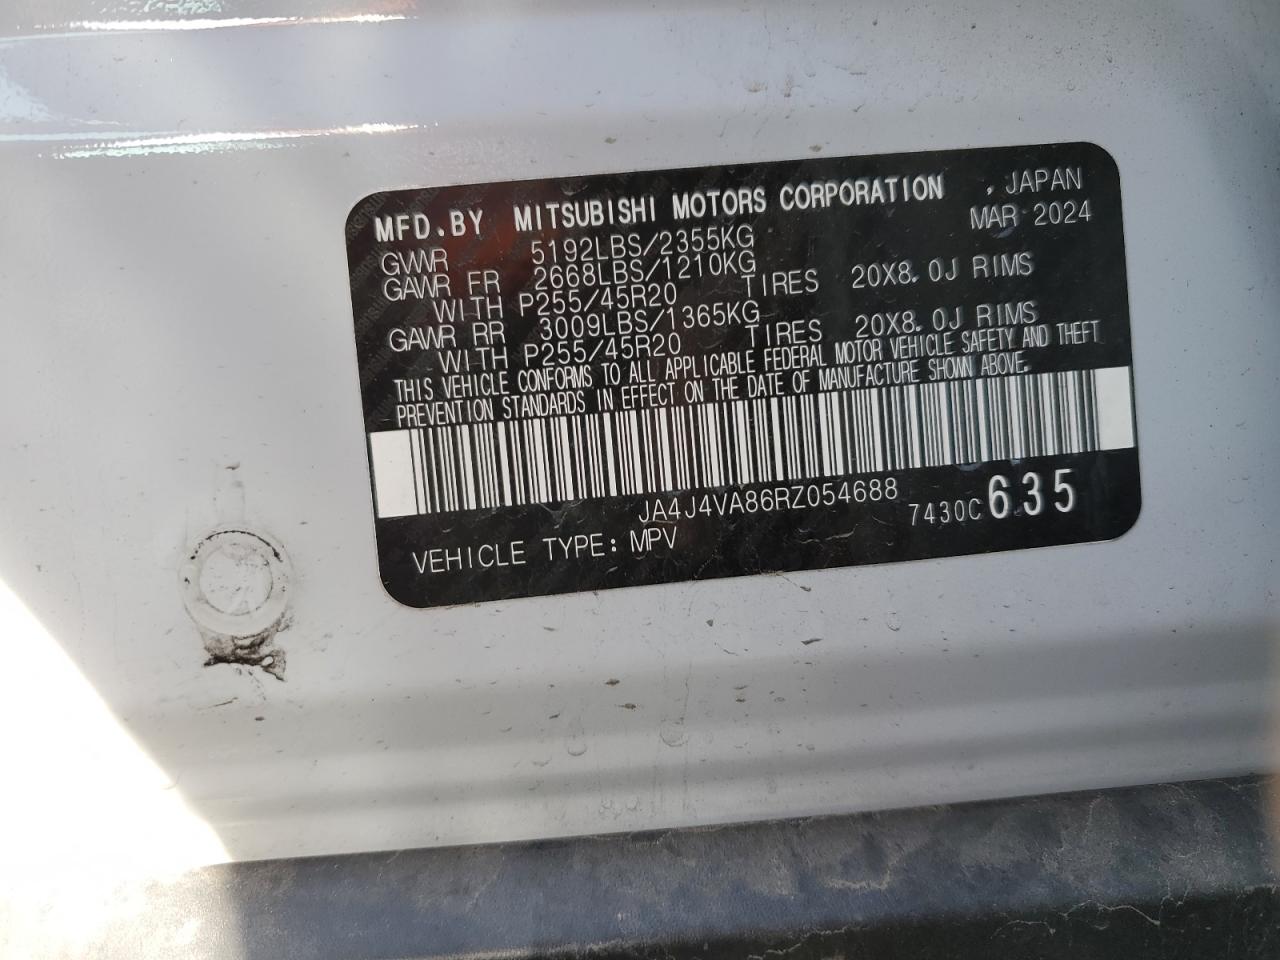 MFD.BY MITSUBISHI MOTORS CORPORATION , JAPAN
MAR 2024
GVWR 5192LBS/2355KG
GAWR FR 2668LBS/1210KG
WITH P255/45R20 TIRES 20X8.0J RIMS
GAWR RR 3009LBS/1365KG
WITH P255/45R20 TIRES 20X8.0J RIMS
THIS VEHICLE CONFORMS TO ALL APPLICABLE FEDERAL MOTOR VEHICLE SAFETY AND THEFT
PREVENTION STANDARDS IN EFFECT ON THE DATE OF MANUFACTURE SHOWN ABOVE.
JA4J4VA86RZ054688
7430C635
VEHICLE TYPE: MPV